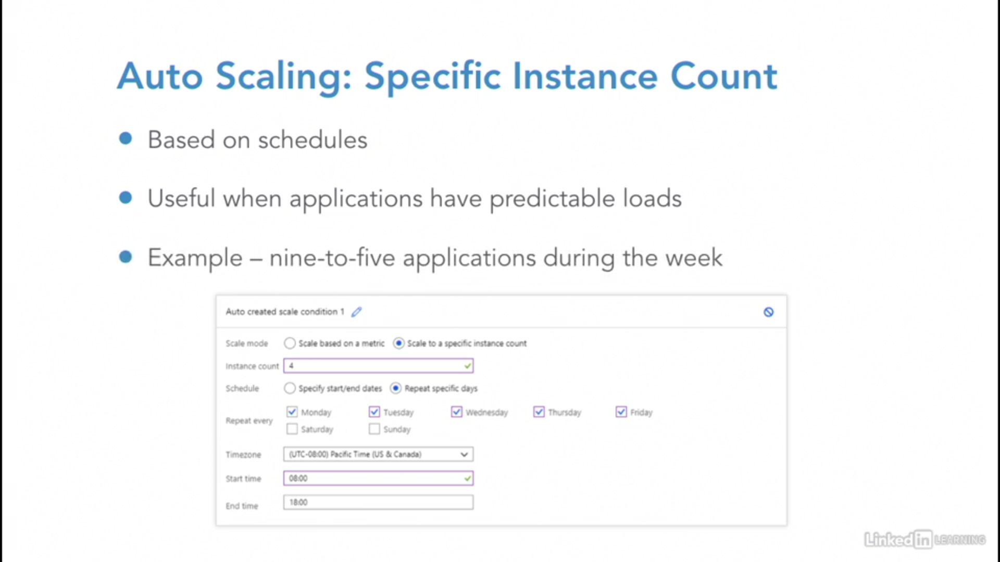 Auto Scaling: Specific Instance Count
Based on schedules
Useful when applications have predictable loads
Example – nine-to-five applications during the week
Auto created scale condition 1
Scale mode Scale based on a metric Scale to a specific instance count
Instance count 4
Schedule Specify start/end dates Repeat specific days
Repeat every
Monday Tuesday Wednesday Thursday Friday
Saturday Sunday
Timezone (UTC-08:00) Pacific Time (US & Canada)
Start time 08:00
End time 18:00
Linked in LEARNING